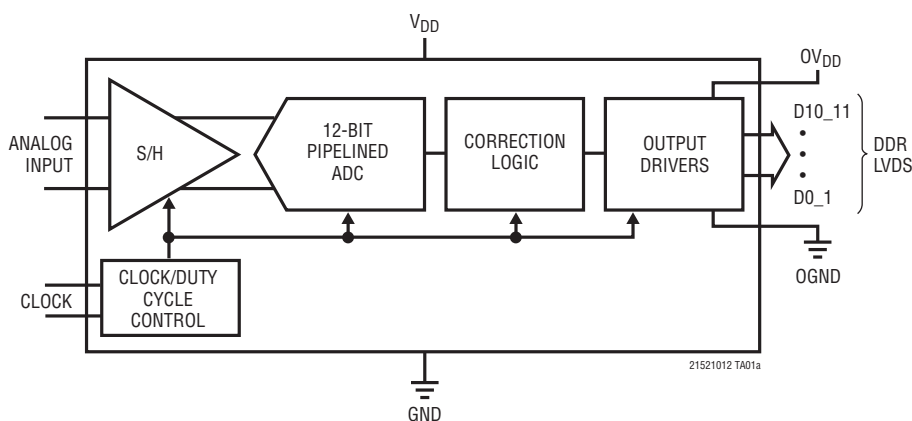 VDD
OVDD
ANALOG
INPUT
S/H
12-BIT
PIPELINED
ADC
CORRECTION
LOGIC
OUTPUT
DRIVERS
D10_11
•
•
•
D0_1
DDR
LVDS
OGND
CLOCK
CLOCK/DUTY
CYCLE
CONTROL
GND
21521012 TA01a